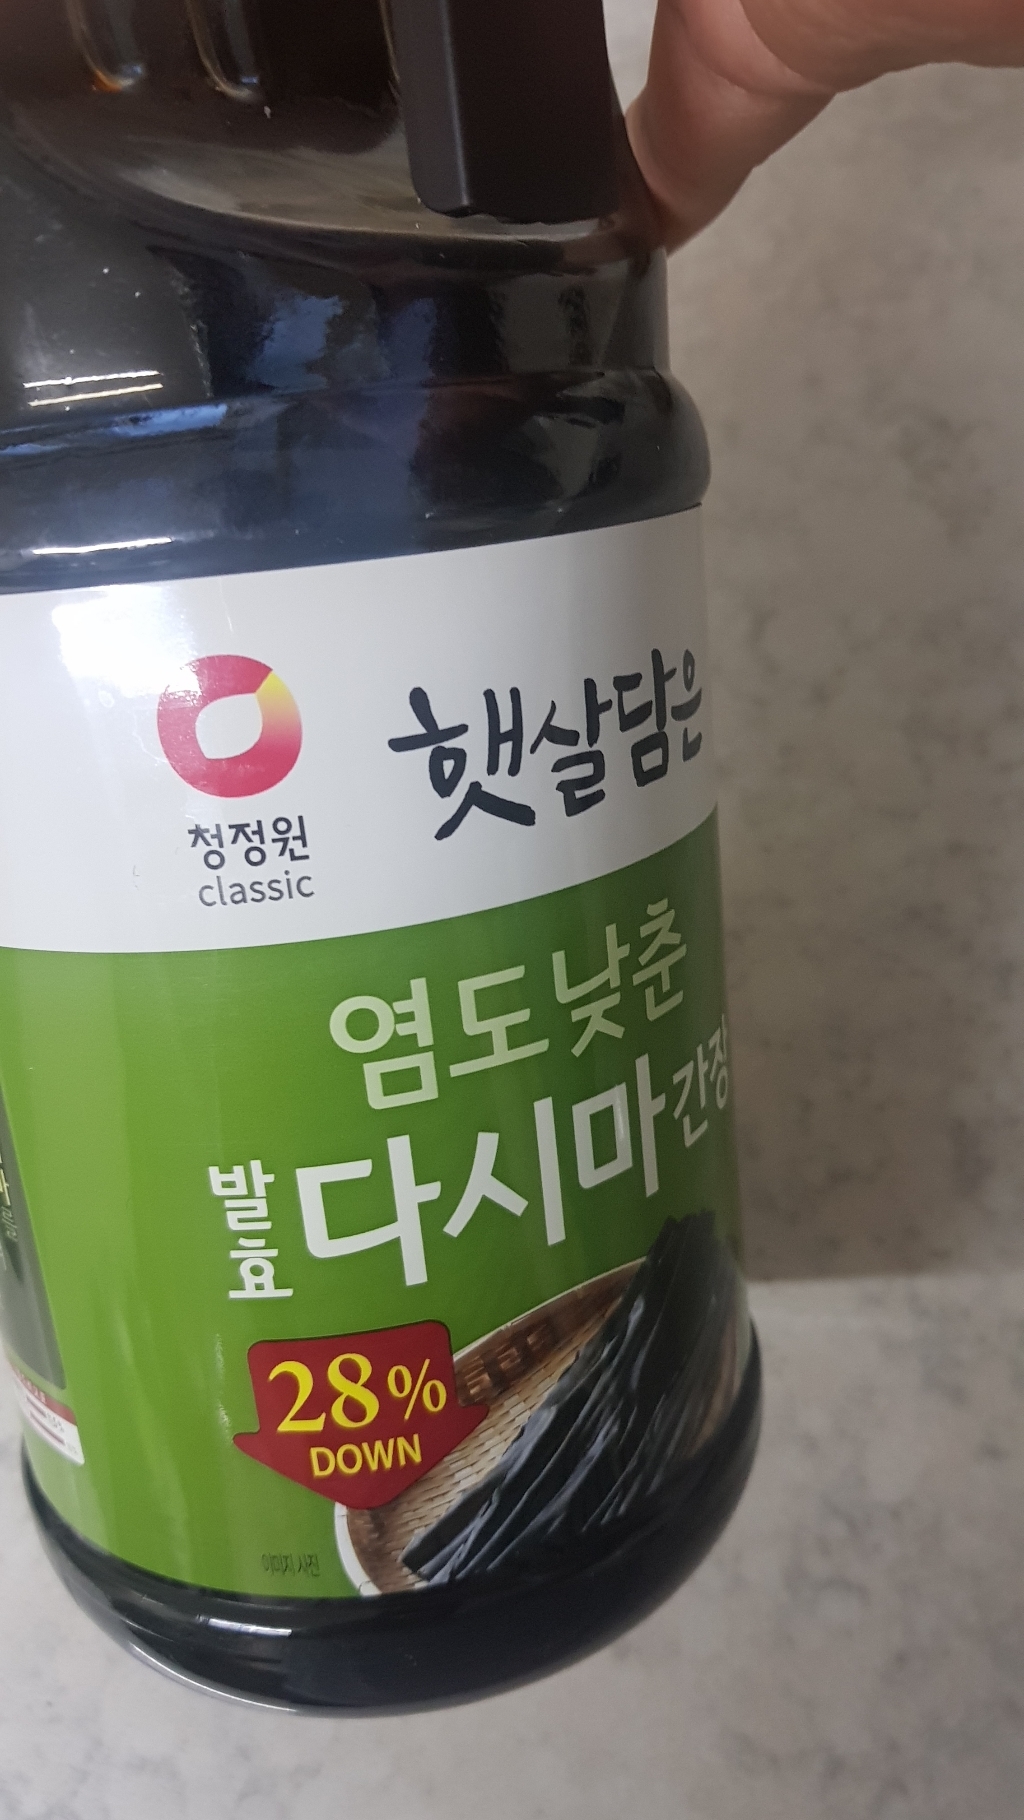 청정원
classic
햇살담은
염도 낮춘
발효 다시마 간장
28%
DOWN
이미지 사진